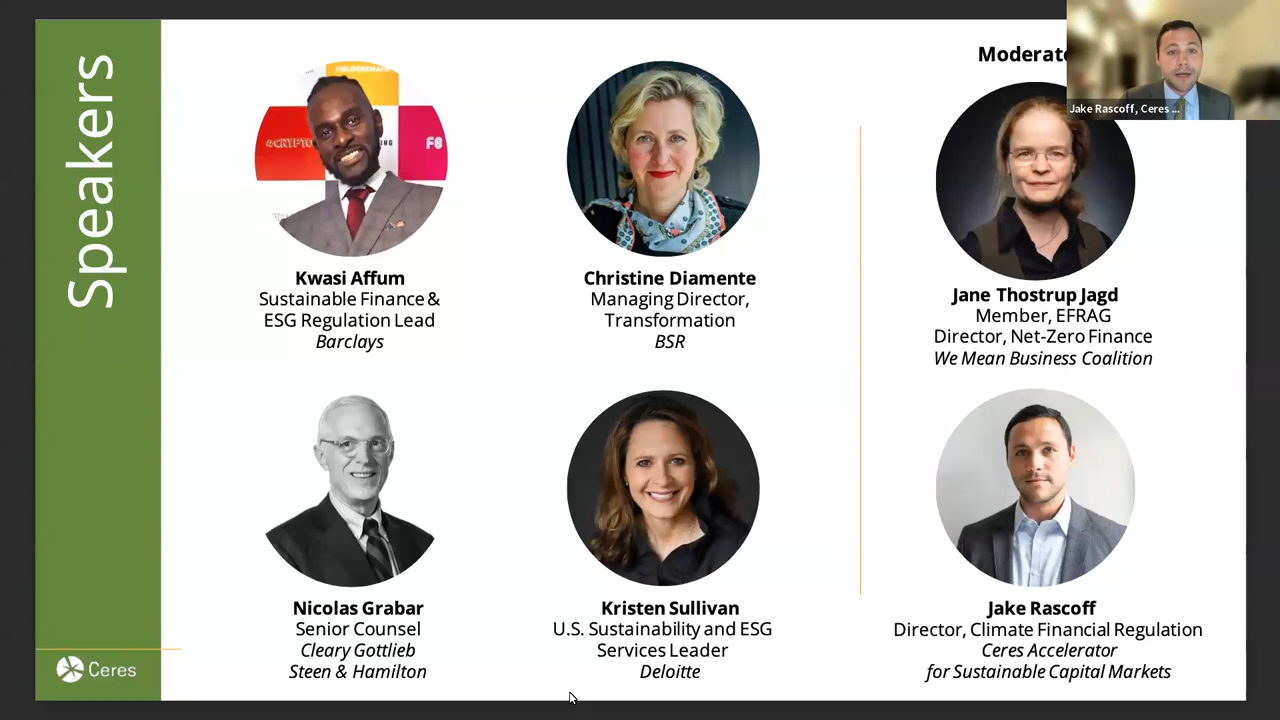 Speakers
Moderato
Jake Rascoff, Ceres ...
F8
Kwasi Affum
Sustainable Finance &
ESG Regulation Lead
Barclays
Christine Diamente
Managing Director,
Transformation
BSR
Jane Thostrup Jagd
Member, EFRAG
Director, Net-Zero Finance
We Mean Business Coalition
Nicolas Grabar
Senior Counsel
Cleary Gottlieb
Steen & Hamilton
Kristen Sullivan
U.S. Sustainability and ESG
Services Leader
Deloitte
Jake Rascoff
Director, Climate Financial Regulation
Ceres Accelerator
for Sustainable Capital Markets
Ceres